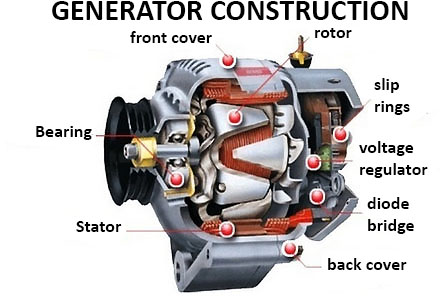 GENERATOR CONSTRUCTION
front cover
rotor
slip
rings
Bearing
voltage
regulator
diode
bridge
Stator
back cover